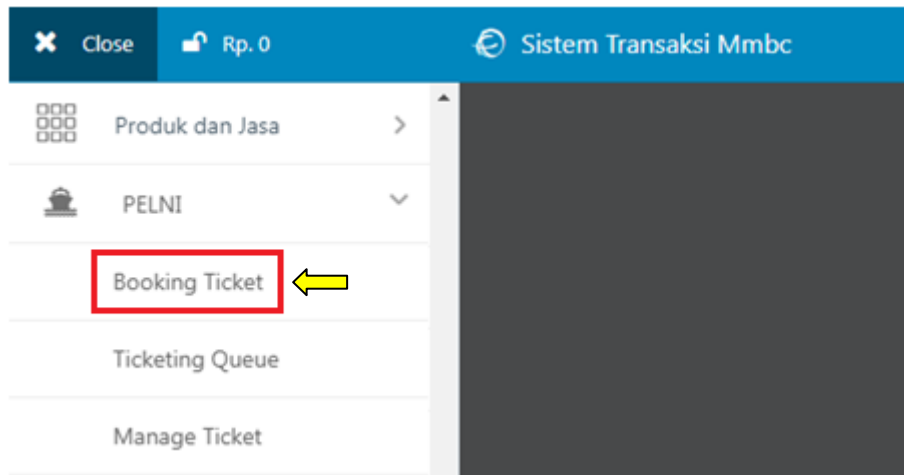 Close
Rp. 0
Sistem Transaksi Mmbc
Produk dan Jasa
PELNI
Booking Ticket
Ticketing Queue
Manage Ticket